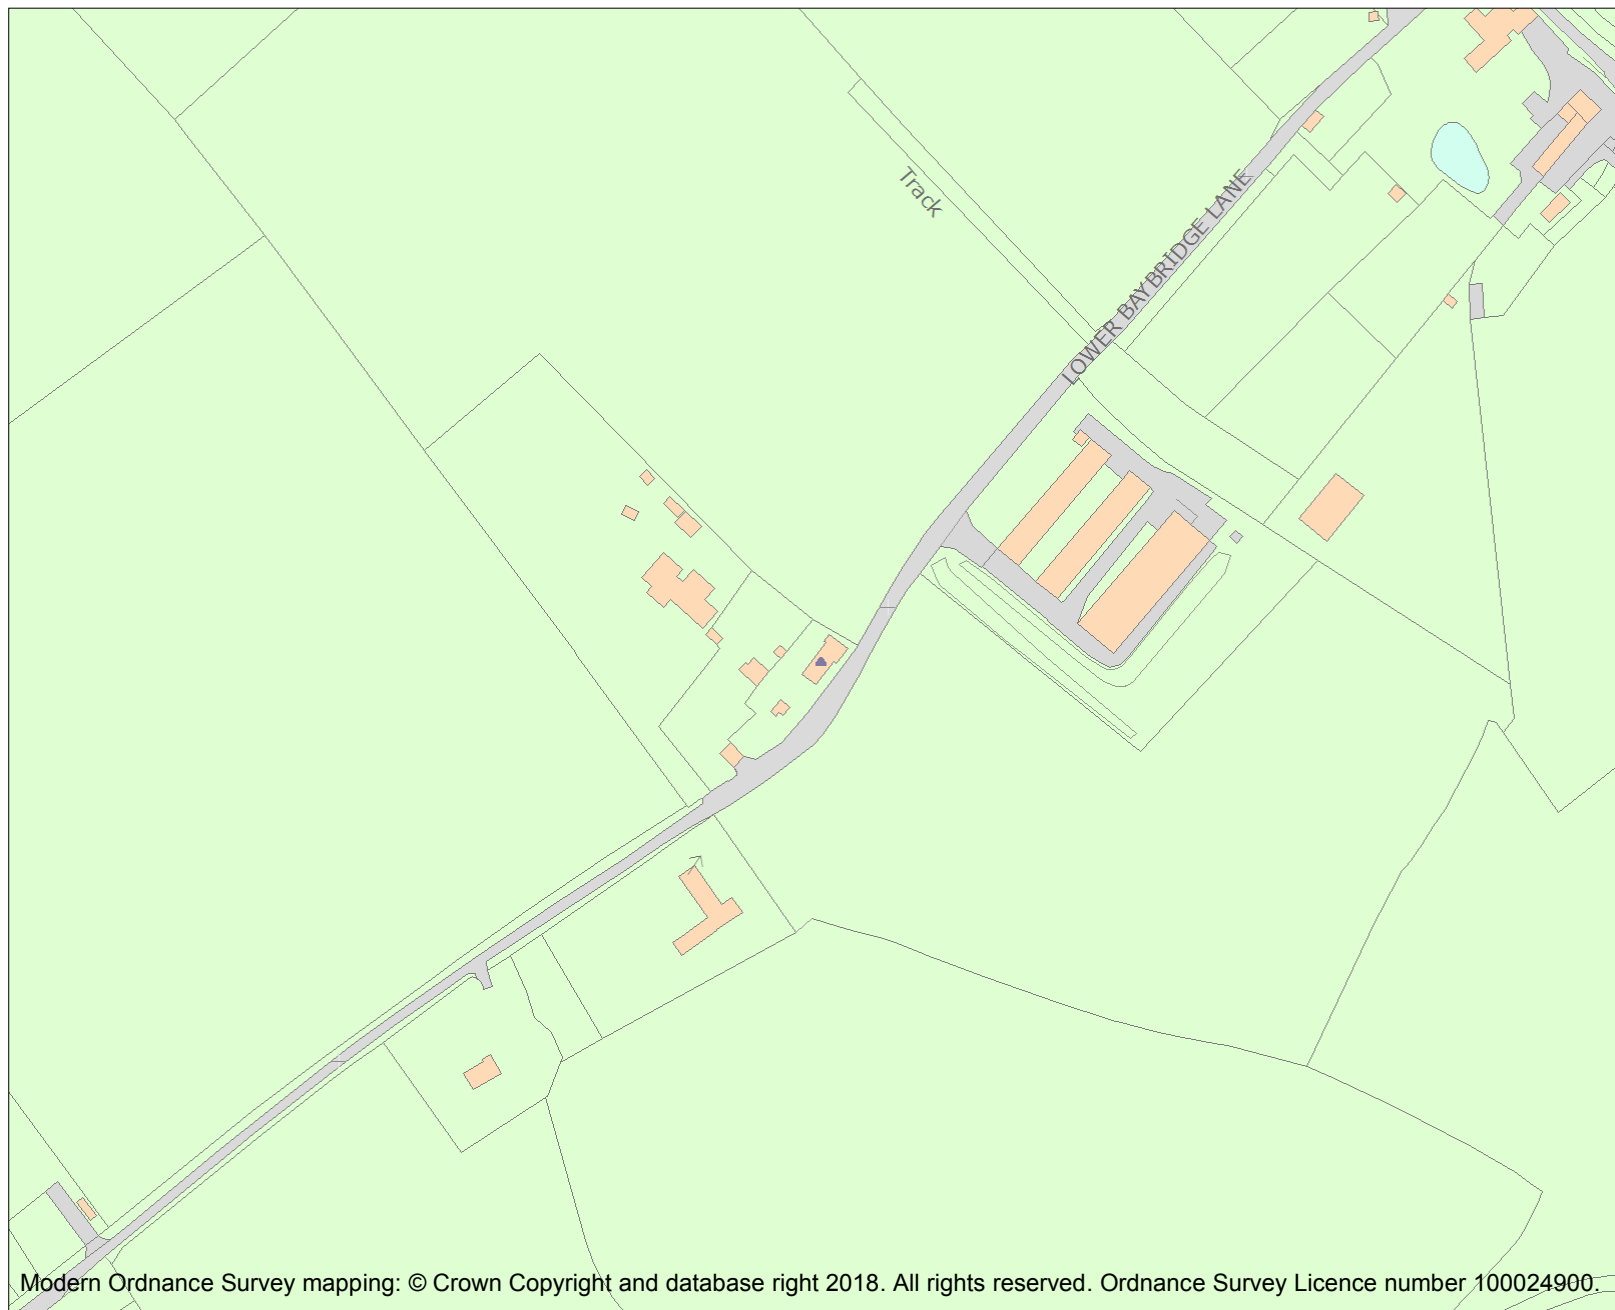 Track
LOWER BAYBRIDGE LANE
Modern Ordnance Survey mapping: © Crown Copyright and database right 2018. All rights reserved. Ordnance Survey Licence number 100024900.